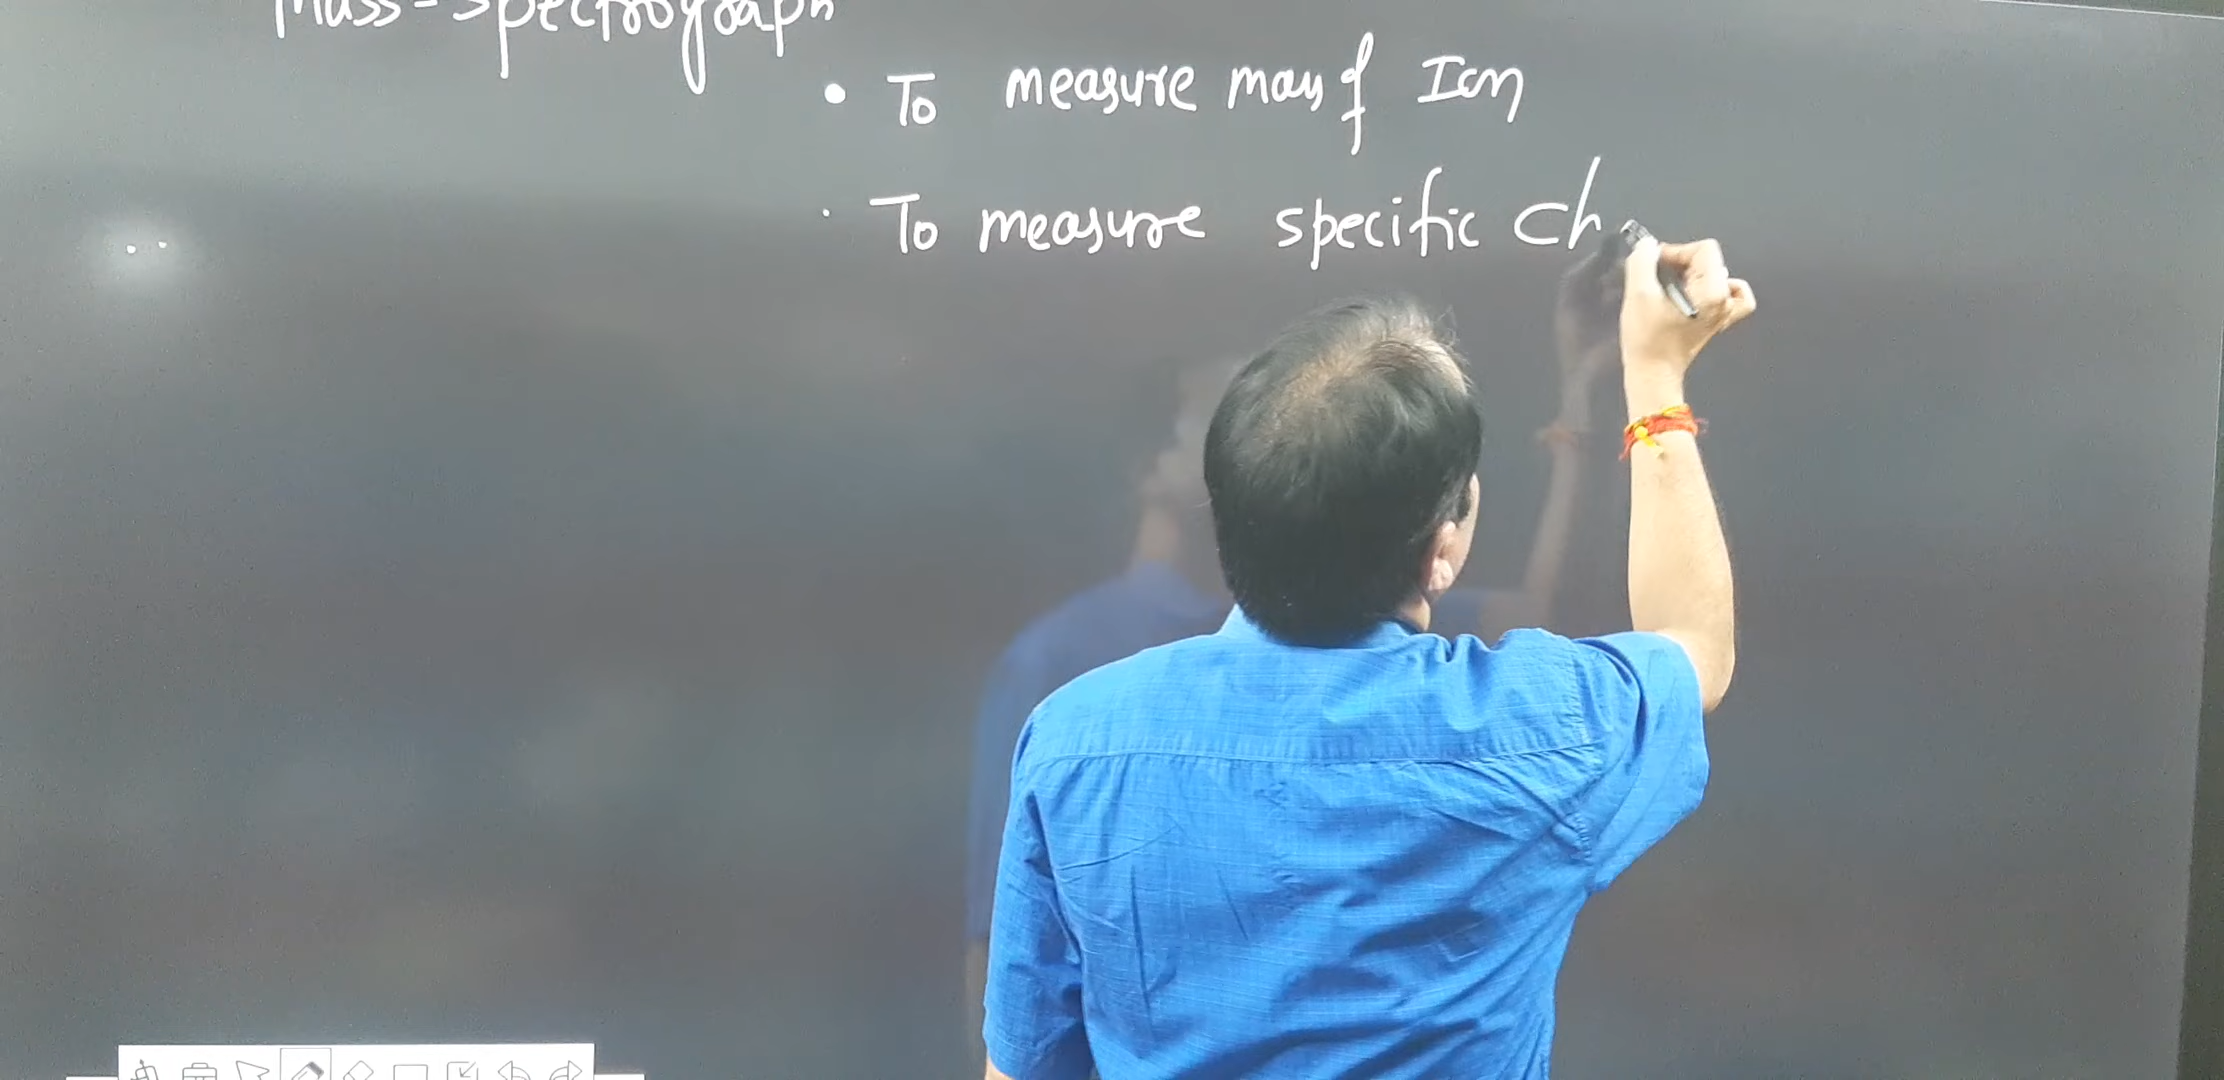 Mass-Spectrograph
• To measure mass of Ion
• To measure specific Ch